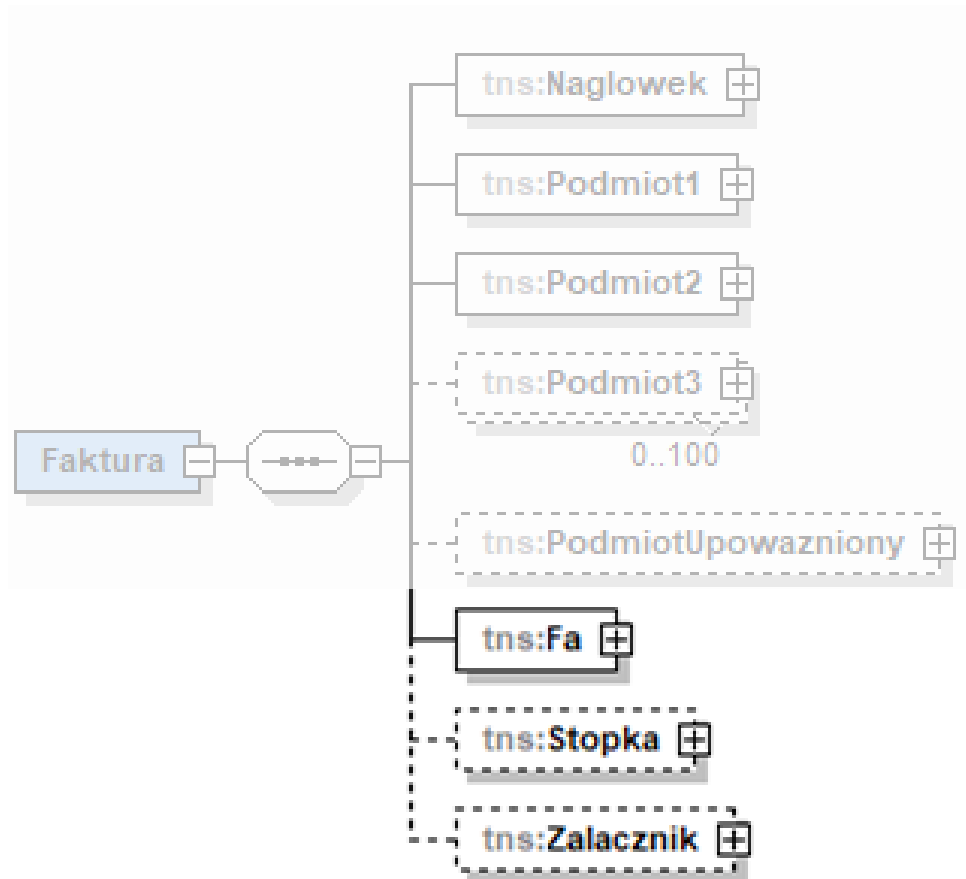 tns:Naglowek
tns:Podmiot1
tns:Podmiot2
tns:Podmiot3
0..100
Faktura
tns:PodmiotUpowazniony
tns:Fa
tns:Stopka
tns:Zalacznik